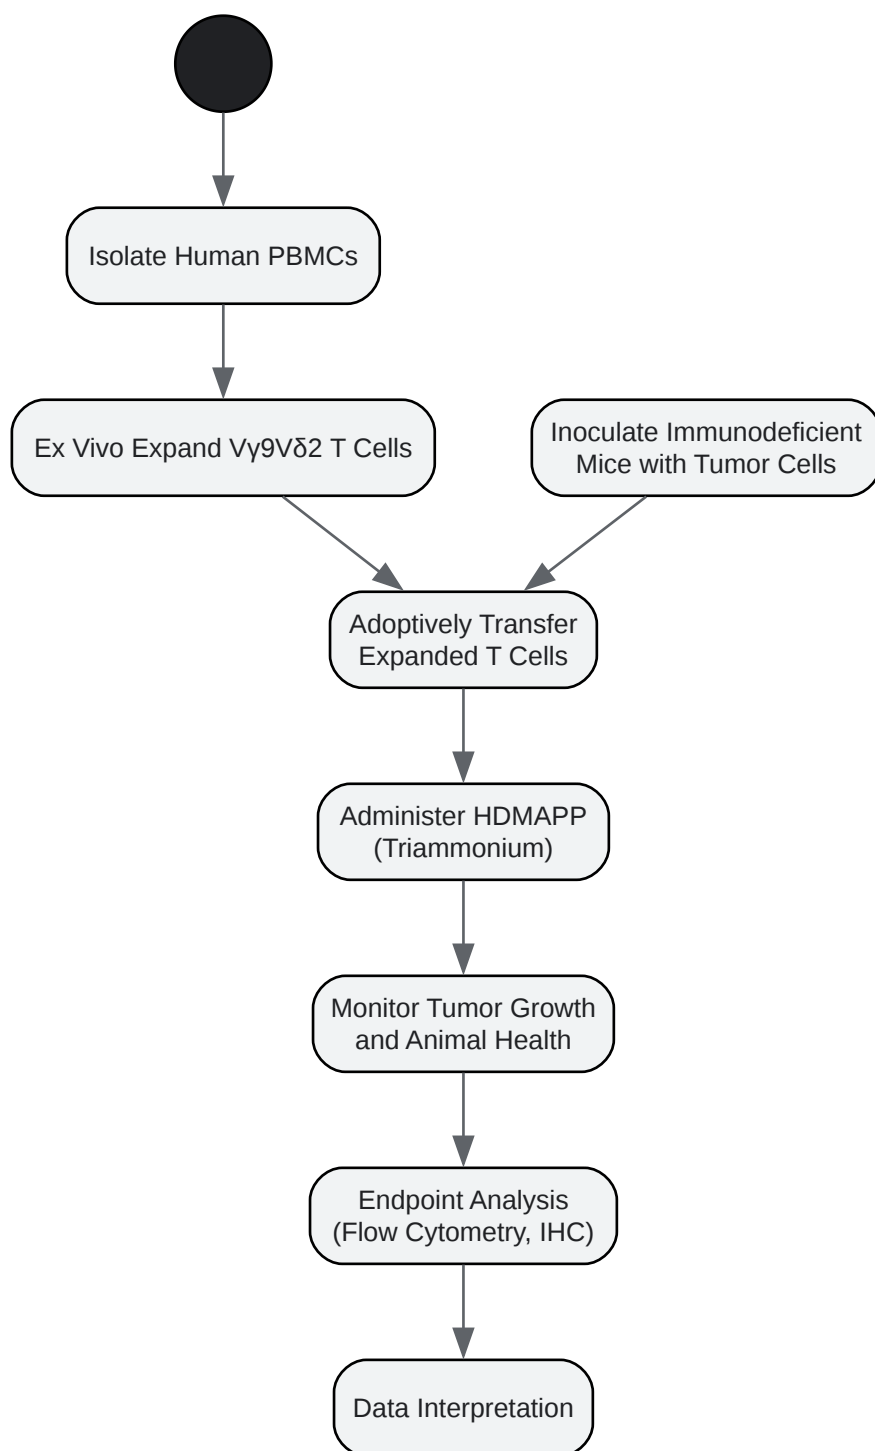 Isolate Human PBMCs
Ex Vivo Expand Vγ9Vδ2 T Cells
Inoculate Immunodeficient
Mice with Tumor Cells
Adoptively Transfer
Expanded T Cells
Administer HDMAPP
(Triammonium)
Monitor Tumor Growth
and Animal Health
Endpoint Analysis
(Flow Cytometry, IHC)
Data Interpretation